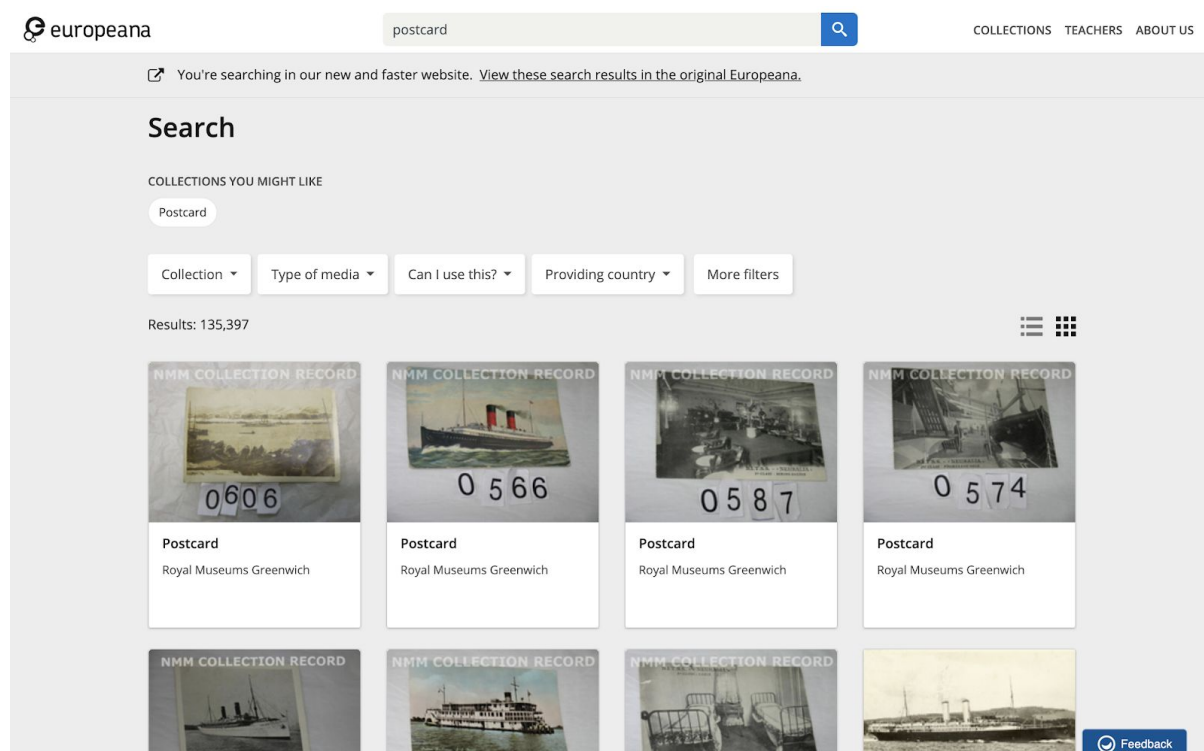 europeana
postcard
COLLECTIONS TEACHERS ABOUT US
You're searching in our new and faster website. View these search results in the original Europeana.
Search
COLLECTIONS YOU MIGHT LIKE
Postcard
Collection Type of media Can I use this? Providing country More filters
Results: 135,397
NMM COLLECTION RECORD NMM COLLECTION RECORD NMM COLLECTION RECORD NMM COLLECTION RECORD
0606 0566 0587 0574
Postcard Postcard Postcard Postcard
Royal Museums Greenwich Royal Museums Greenwich Royal Museums Greenwich Royal Museums Greenwich
NMM COLLECTION RECORD NMM COLLECTION RECORD NMM COLLECTION RECORD
Feedback